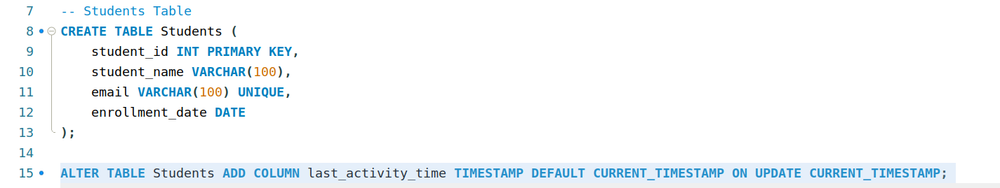 7 -- Students Table
8 CREATE TABLE Students (
9 student_id INT PRIMARY KEY,
10 student_name VARCHAR(100),
11 email VARCHAR(100) UNIQUE,
12 enrollment_date DATE
13 );
14
15 ALTER TABLE Students ADD COLUMN last_activity_time TIMESTAMP DEFAULT CURRENT_TIMESTAMP ON UPDATE CURRENT_TIMESTAMP;